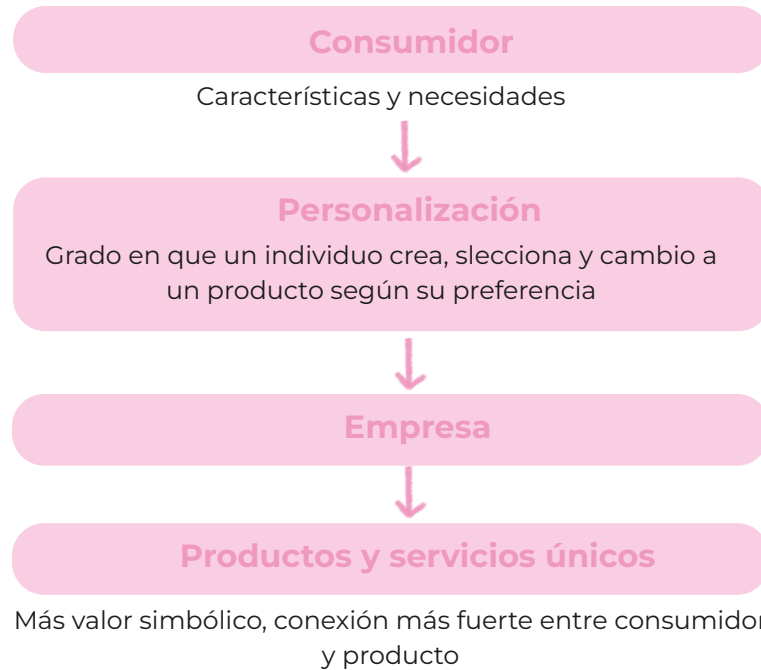 Consumidor
Características y necesidades
Personalización
Grado en que un individuo crea, slecciona y cambio a
un producto según su preferencia
Empresa
Productos y servicios únicos
Más valor simbólico, conexión más fuerte entre consumidor
y producto